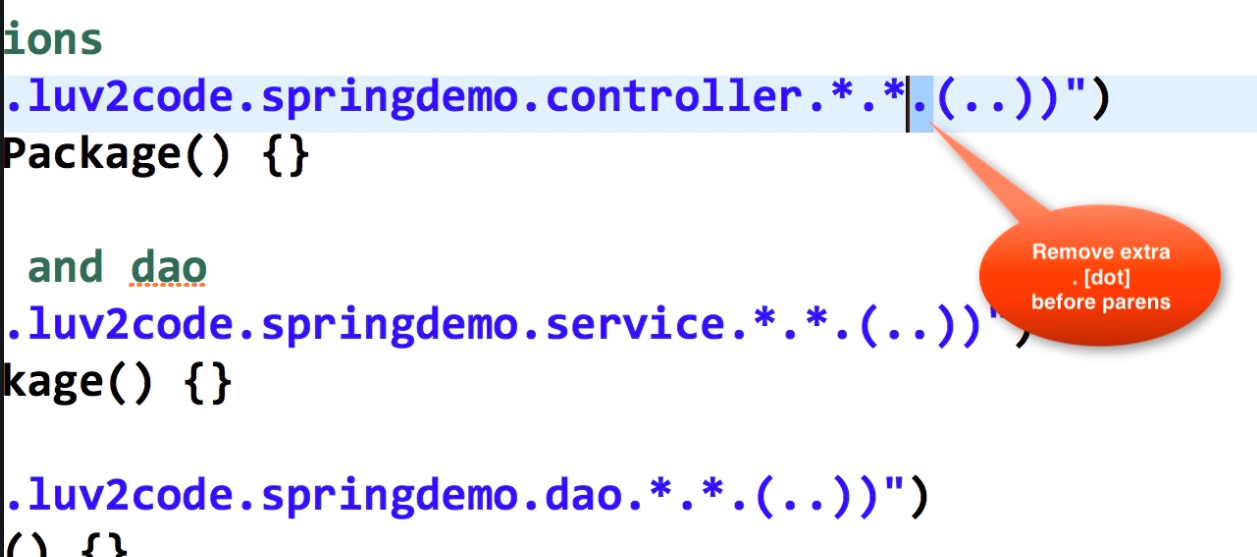 ions
.luv2code.springdemo.controller.*.*.(..))")
Package() {}
and dao
Remove extra
. [dot]
before parens
.luv2code.springdemo.service.*.*.(..))")
kage() {}
.luv2code.springdemo.dao.*.*.(..))")
() {}